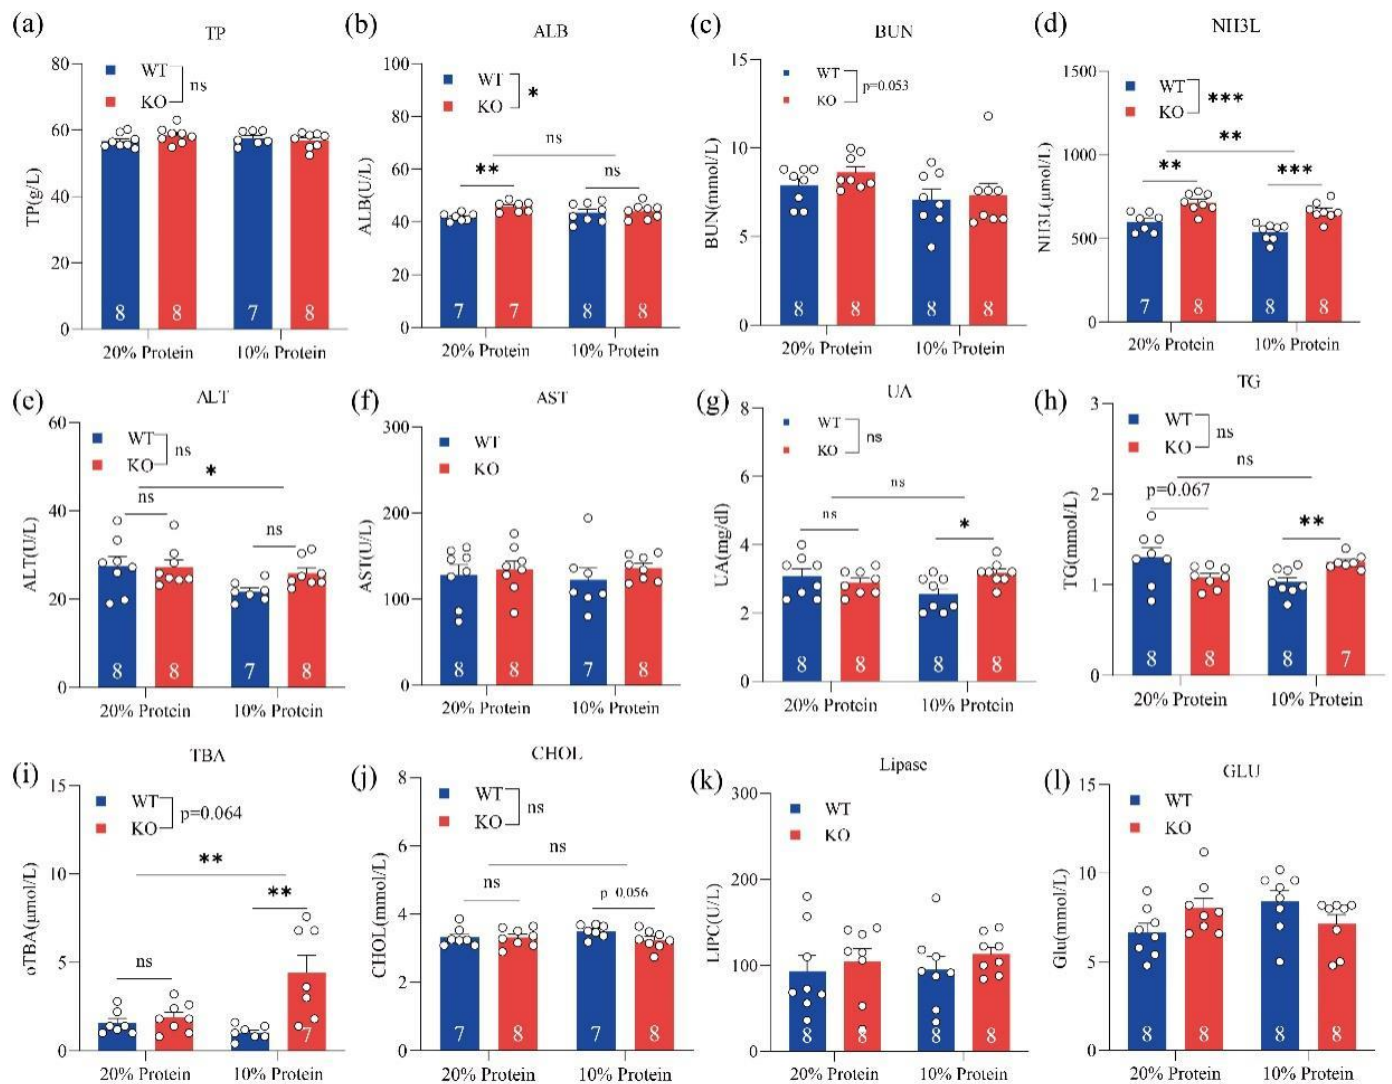 (a)
TP
80
60
40
20
0
TP(g/L)
WT
KO
ns
8
8
7
8
20% Protein
10% Protein
(b)
ALB
100
80
60
40
20
0
ALB(U/L)
WT
KO
*
ns
**
ns
7
7
8
8
20% Protein
10% Protein
(c)
BUN
15
10
5
0
BUN(mmol/L)
WT
KO
p=0.053
8
8
8
8
20% Protein
10% Protein
(d)
NH3L
1500
1000
500
0
NH3L(μmol/L)
WT
KO
***
**
**
***
7
8
8
8
20% Protein
10% Protein
(e)
ALT
60
40
20
0
ALT(U/L)
WT
KO
ns
*
ns
ns
8
8
7
8
20% Protein
10% Protein
(f)
AST
300
200
100
0
AST(U/L)
WT
KO
8
8
7
8
20% Protein
10% Protein
(g)
UA
8
6
4
2
0
UA(mg/dl)
WT
KO
ns
ns
ns
*
8
8
8
8
20% Protein
10% Protein
(h)
TG
3
2
1
0
TG(mmol/L)
WT
KO
ns
ns
p=0.067
**
8
8
8
7
20% Protein
10% Protein
(i)
TBA
15
10
5
0
oTBA(μmol/L)
WT
KO
p=0.064
**
**
ns
7
20% Protein
10% Protein
(j)
CHOL
8
6
4
2
0
CHOL(mmol/L)
WT
KO
ns
ns
ns
p 0.056
7
8
7
8
20% Protein
10% Protein
(k)
Lipase
300
200
100
0
LIPC(U/L)
WT
KO
8
8
8
8
20% Protein
10% Protein
(l)
GLU
15
10
5
0
Glu(mmol/L)
WT
KO
8
8
8
8
20% Protein
10% Protein